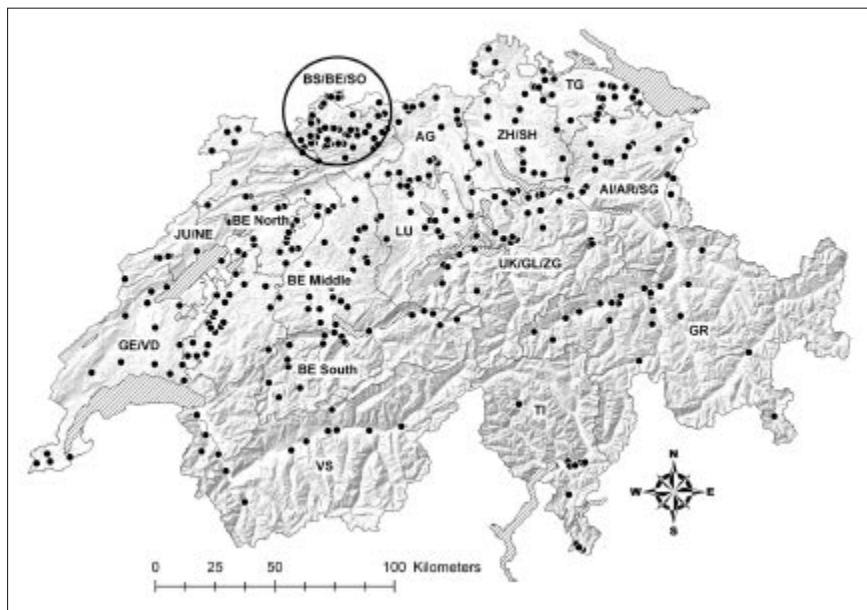 BS/BE/SO
TG
AG
ZH/SH
AI/AR/SG
BE North
JU/NE
LU
UK/GL/ZG
BE Middle
GR
GE/VD
BE South
TI
VS
N
W E
S
0 25 50 100 Kilometers